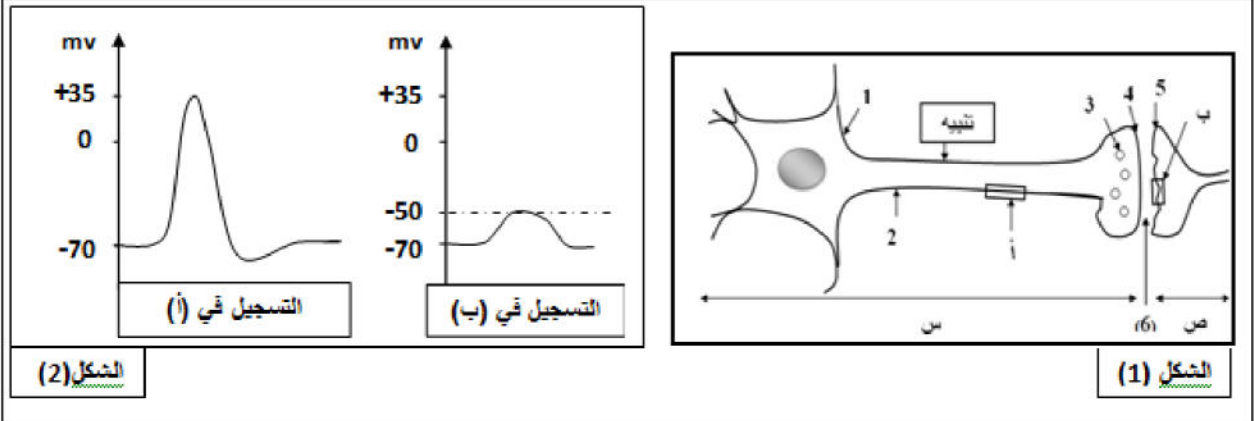 mv
+35
0
-70
التسجيل في (أ)
mv
+35
0
-50
-70
التسجيل في (ب)
الشكل(2)
1
تنبيه
3
4
5
ب
2
أ
س
(6)
ص
الشكل (1)